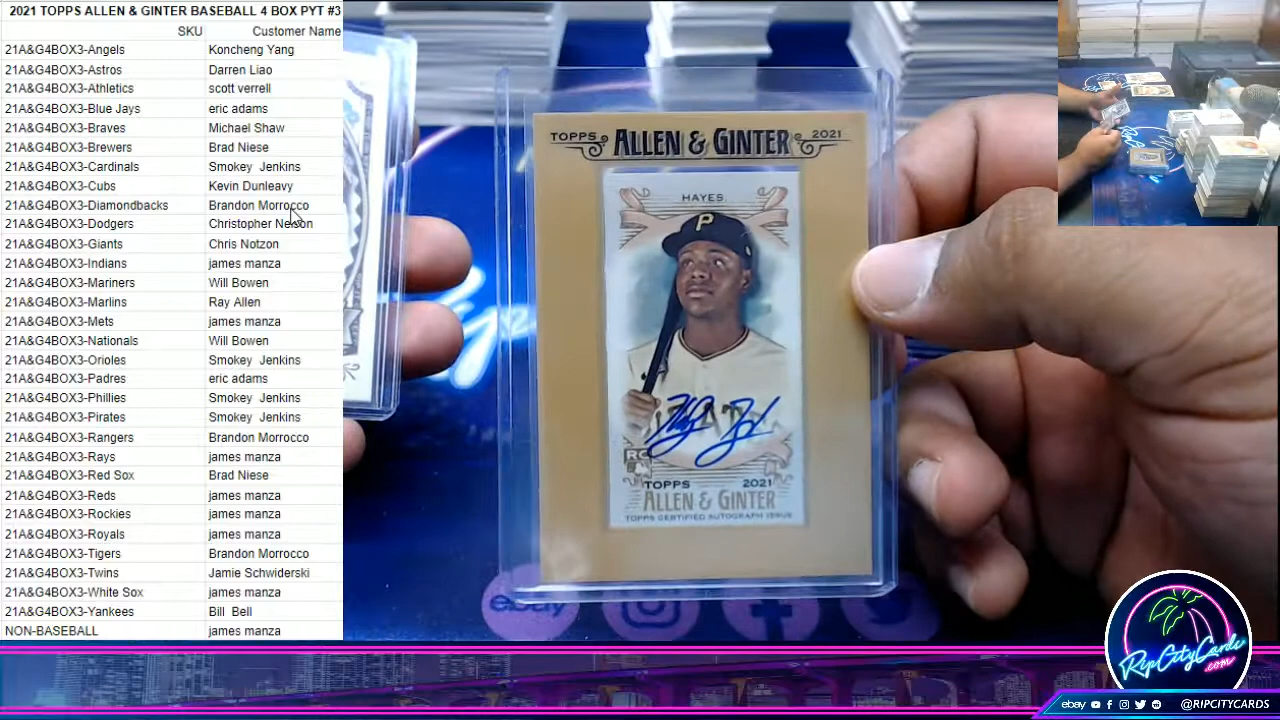 2021 TOPPS ALLEN & GINTER BASEBALL 4 BOX PYT #3
SKU Customer Name
21A&G4BOX3-Angels Koncheng Yang
21A&G4BOX3-Astros Darren Liao
21A&G4BOX3-Athletics scott verrell
21A&G4BOX3-Blue Jays eric adams
21A&G4BOX3-Braves Michael Shaw
21A&G4BOX3-Brewers Brad Niese
21A&G4BOX3-Cardinals Smokey Jenkins
21A&G4BOX3-Cubs Kevin Dunleavy
21A&G4BOX3-Diamondbacks Brandon Morrocco
21A&G4BOX3-Dodgers Christopher Nelson
21A&G4BOX3-Giants Chris Notzon
21A&G4BOX3-Indians james manza
21A&G4BOX3-Mariners Will Bowen
21A&G4BOX3-Marlins Ray Allen
21A&G4BOX3-Mets james manza
21A&G4BOX3-Nationals Will Bowen
21A&G4BOX3-Orioles Smokey Jenkins
21A&G4BOX3-Padres eric adams
21A&G4BOX3-Phillies Smokey Jenkins
21A&G4BOX3-Pirates Smokey Jenkins
21A&G4BOX3-Rangers Brandon Morrocco
21A&G4BOX3-Rays james manza
21A&G4BOX3-Red Sox Brad Niese
21A&G4BOX3-Reds james manza
21A&G4BOX3-Rockies james manza
21A&G4BOX3-Royals james manza
21A&G4BOX3-Tigers Brandon Morrocco
21A&G4BOX3-Twins Jamie Schwiderski
21A&G4BOX3-White Sox james manza
21A&G4BOX3-Yankees Bill Bell
NON-BASEBALL james manza
TOPPS ALLEN & GINTER 2021
HAYES
P
RC
TOPPS 2021
ALLEN & GINTER
TOPPS CERTIFIED AUTOGRAPH ISSUE
ebay
RipCityCards
.com
ebay @RIPCITYCARDS